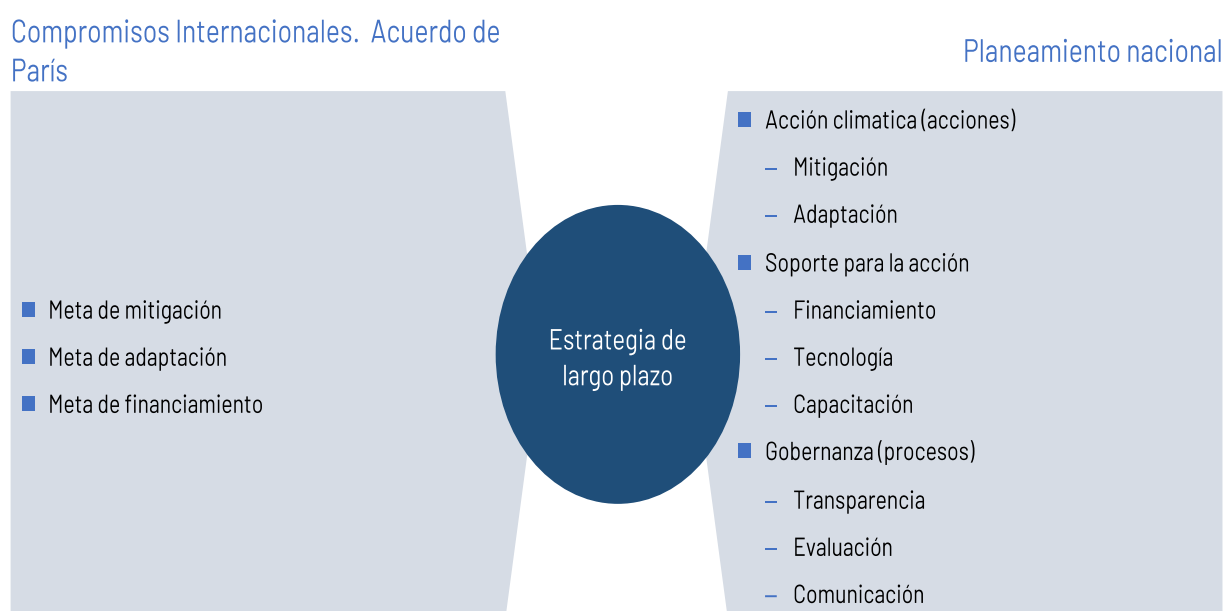 Compromisos Internacionales. Acuerdo de
París
Meta de mitigación
Meta de adaptación
Meta de financiamiento
Estrategia de
largo plazo
Planeamiento nacional
Acción climatica (acciones)
– Mitigación
– Adaptación
Soporte para la acción
– Financiamiento
– Tecnología
– Capacitación
Gobernanza (procesos)
– Transparencia
– Evaluación
– Comunicación